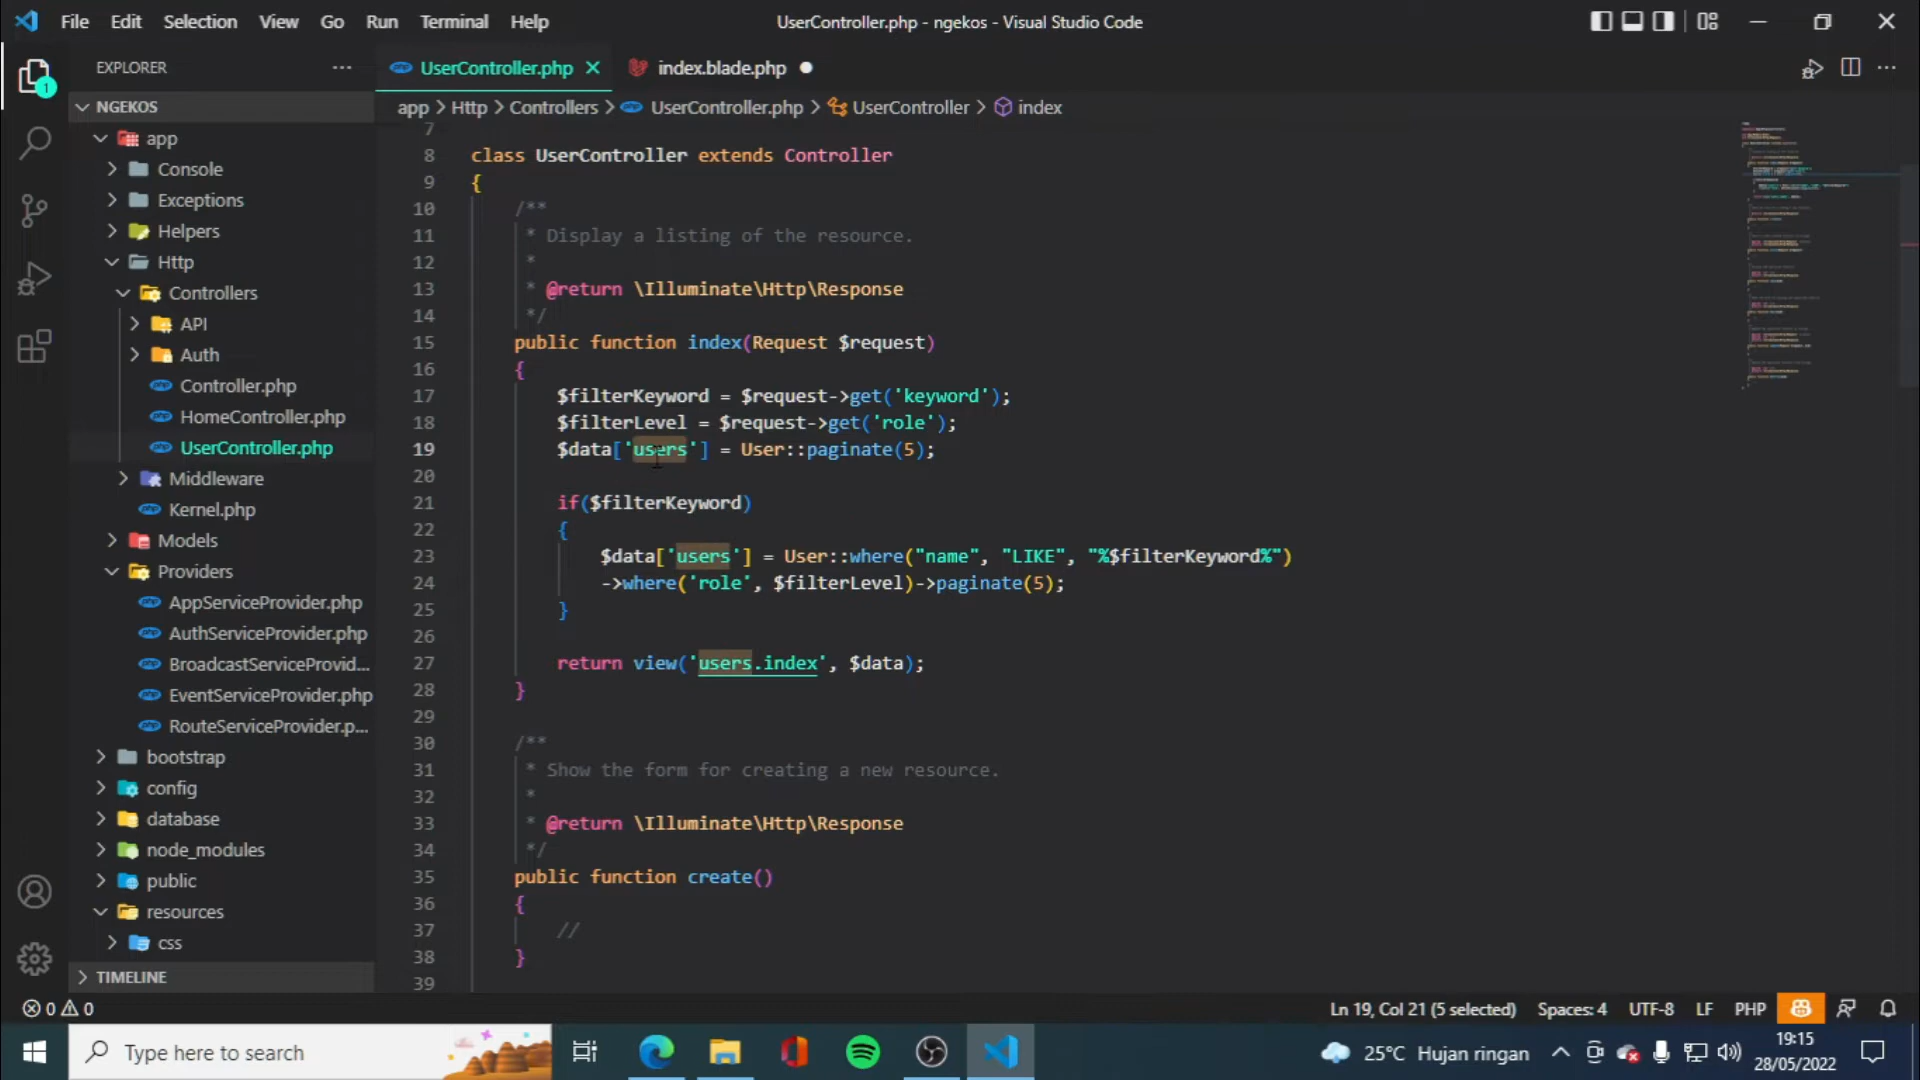 File Edit Selection View Go Run Terminal Help UserController.php - ngekos - Visual Studio Code
EXPLORER
UserController.php index.blade.php
NGEKOS
app > Http > Controllers > UserController.php > UserController > index
app
Console
Exceptions
Helpers
Http
Controllers
API
Auth
Controller.php
HomeController.php
UserController.php
Middleware
Kernel.php
Models
Providers
AppServiceProvider.php
AuthServiceProvider.php
BroadcastServiceProvid...
EventServiceProvider.php
RouteServiceProvider.p...
bootstrap
config
database
node_modules
public
resources
css
TIMELINE
7
8 class UserController extends Controller
9 {
10 /**
11 * Display a listing of the resource.
12 *
13 * @return \Illuminate\Http\Response
14 */
15 public function index(Request $request)
16 {
17 $filterKeyword = $request->get('keyword');
18 $filterLevel = $request->get('role');
19 $data['users'] = User::paginate(5);
20
21 if($filterKeyword)
22 {
23 $data['users'] = User::where("name", "LIKE", "%$filterKeyword%")
24 ->where('role', $filterLevel)->paginate(5);
25 }
26
27 return view('users.index', $data);
28 }
29
30 /**
31 * Show the form for creating a new resource.
32 *
33 * @return \Illuminate\Http\Response
34 */
35 public function create()
36 {
37 //
38 }
39
1
0 0 Ln 19, Col 21 (5 selected) Spaces: 4 UTF-8 LF PHP
Type here to search 25°C Hujan ringan 19:15
28/05/2022